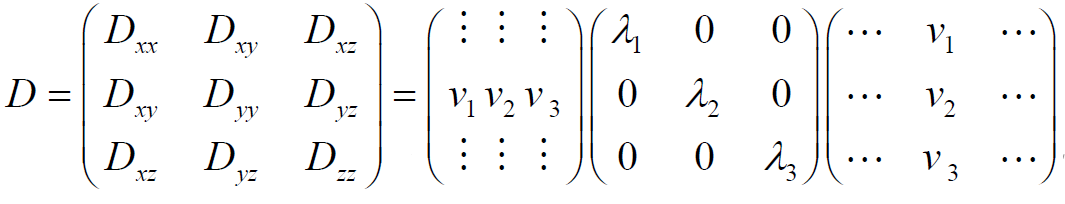 D = ( D_xx D_xy D_xz ; D_xy D_yy D_yz ; D_xz D_yz D_zz ) = ( ⋮ ⋮ ⋮ ; v_1 v_2 v_3 ; ⋮ ⋮ ⋮ ) ( λ_1 0 0 ; 0 λ_2 0 ; 0 0 λ_3 ) ( ⋯ v_1 ⋯ ; ⋯ v_2 ⋯ ; ⋯ v_3 ⋯ )